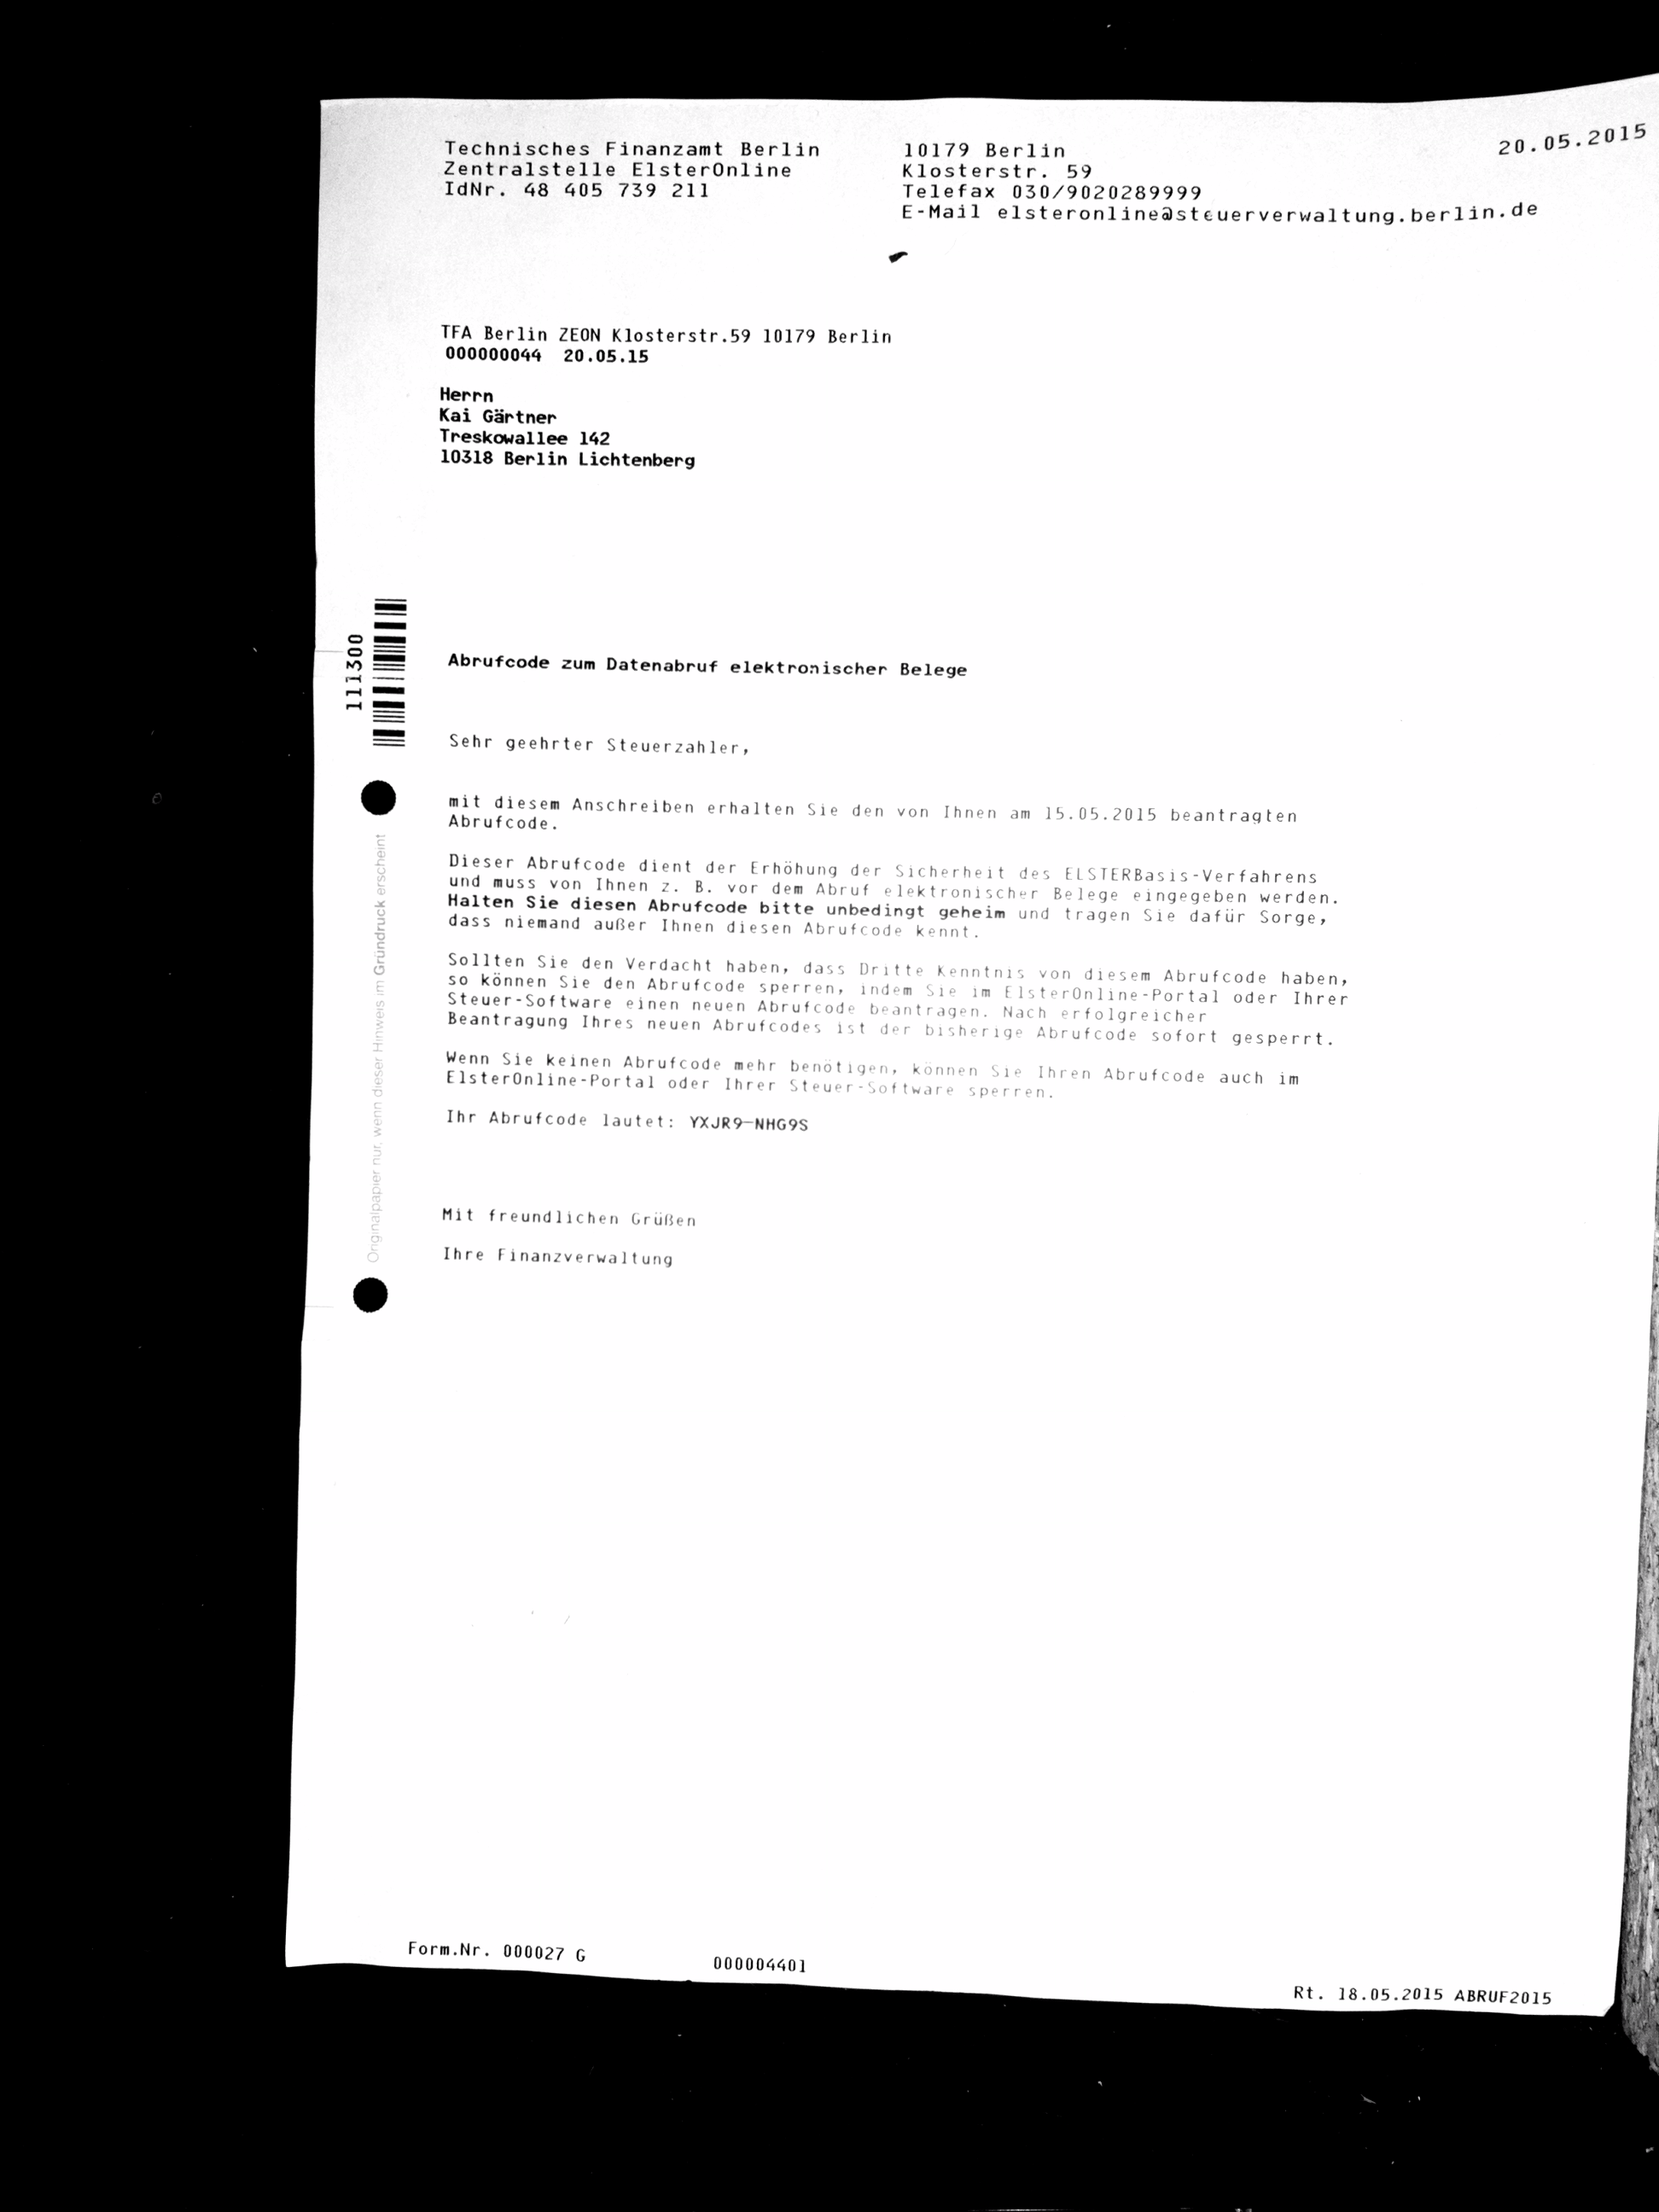 Technisches Finanzamt Berlin
Zentralstelle ElsterOnline
IdNr. 48 405 739 211
10179 Berlin
Klosterstr. 59
Telefax 030/9020289999
E-Mail elsteronline@steuerverwaltung.berlin.de
20.05.2015
TFA Berlin ZEON Klosterstr.59 10179 Berlin
000000044 20.05.15
Herrn
Kai Gärtner
Treskowallee 142
10318 Berlin Lichtenberg
111300
Abrufcode zum Datenabruf elektronischer Belege
Sehr geehrter Steuerzahler,
mit diesem Anschreiben erhalten Sie den von Ihnen am 15.05.2015 beantragten
Abrufcode.
Dieser Abrufcode dient der Erhöhung der Sicherheit des ELSTERBasis-Verfahrens
und muss von Ihnen z. B. vor dem Abruf elektronischer Belege eingegeben werden.
Halten Sie diesen Abrufcode bitte unbedingt geheim und tragen Sie dafür Sorge,
dass niemand außer Ihnen diesen Abrufcode kennt.
Sollten Sie den Verdacht haben, dass Dritte Kenntnis von diesem Abrufcode haben,
so können Sie den Abrufcode sperren, indem Sie im ElsterOnline-Portal oder Ihrer
Steuer-Software einen neuen Abrufcode beantragen. Nach erfolgreicher
Beantragung Ihres neuen Abrufcodes ist der bisherige Abrufcode sofort gesperrt.
Wenn Sie keinen Abrufcode mehr benötigen, können Sie Ihren Abrufcode auch im
ElsterOnline-Portal oder Ihrer Steuer-Software sperren.
Ihr Abrufcode lautet: YXJR9-NHG9S
Mit freundlichen Grüßen
Ihre Finanzverwaltung
Originalpapier nur, wenn dieser Hinweis im Gründruck erscheint
Form.Nr. 000027 G
000004401
Rt. 18.05.2015 ABRUF2015